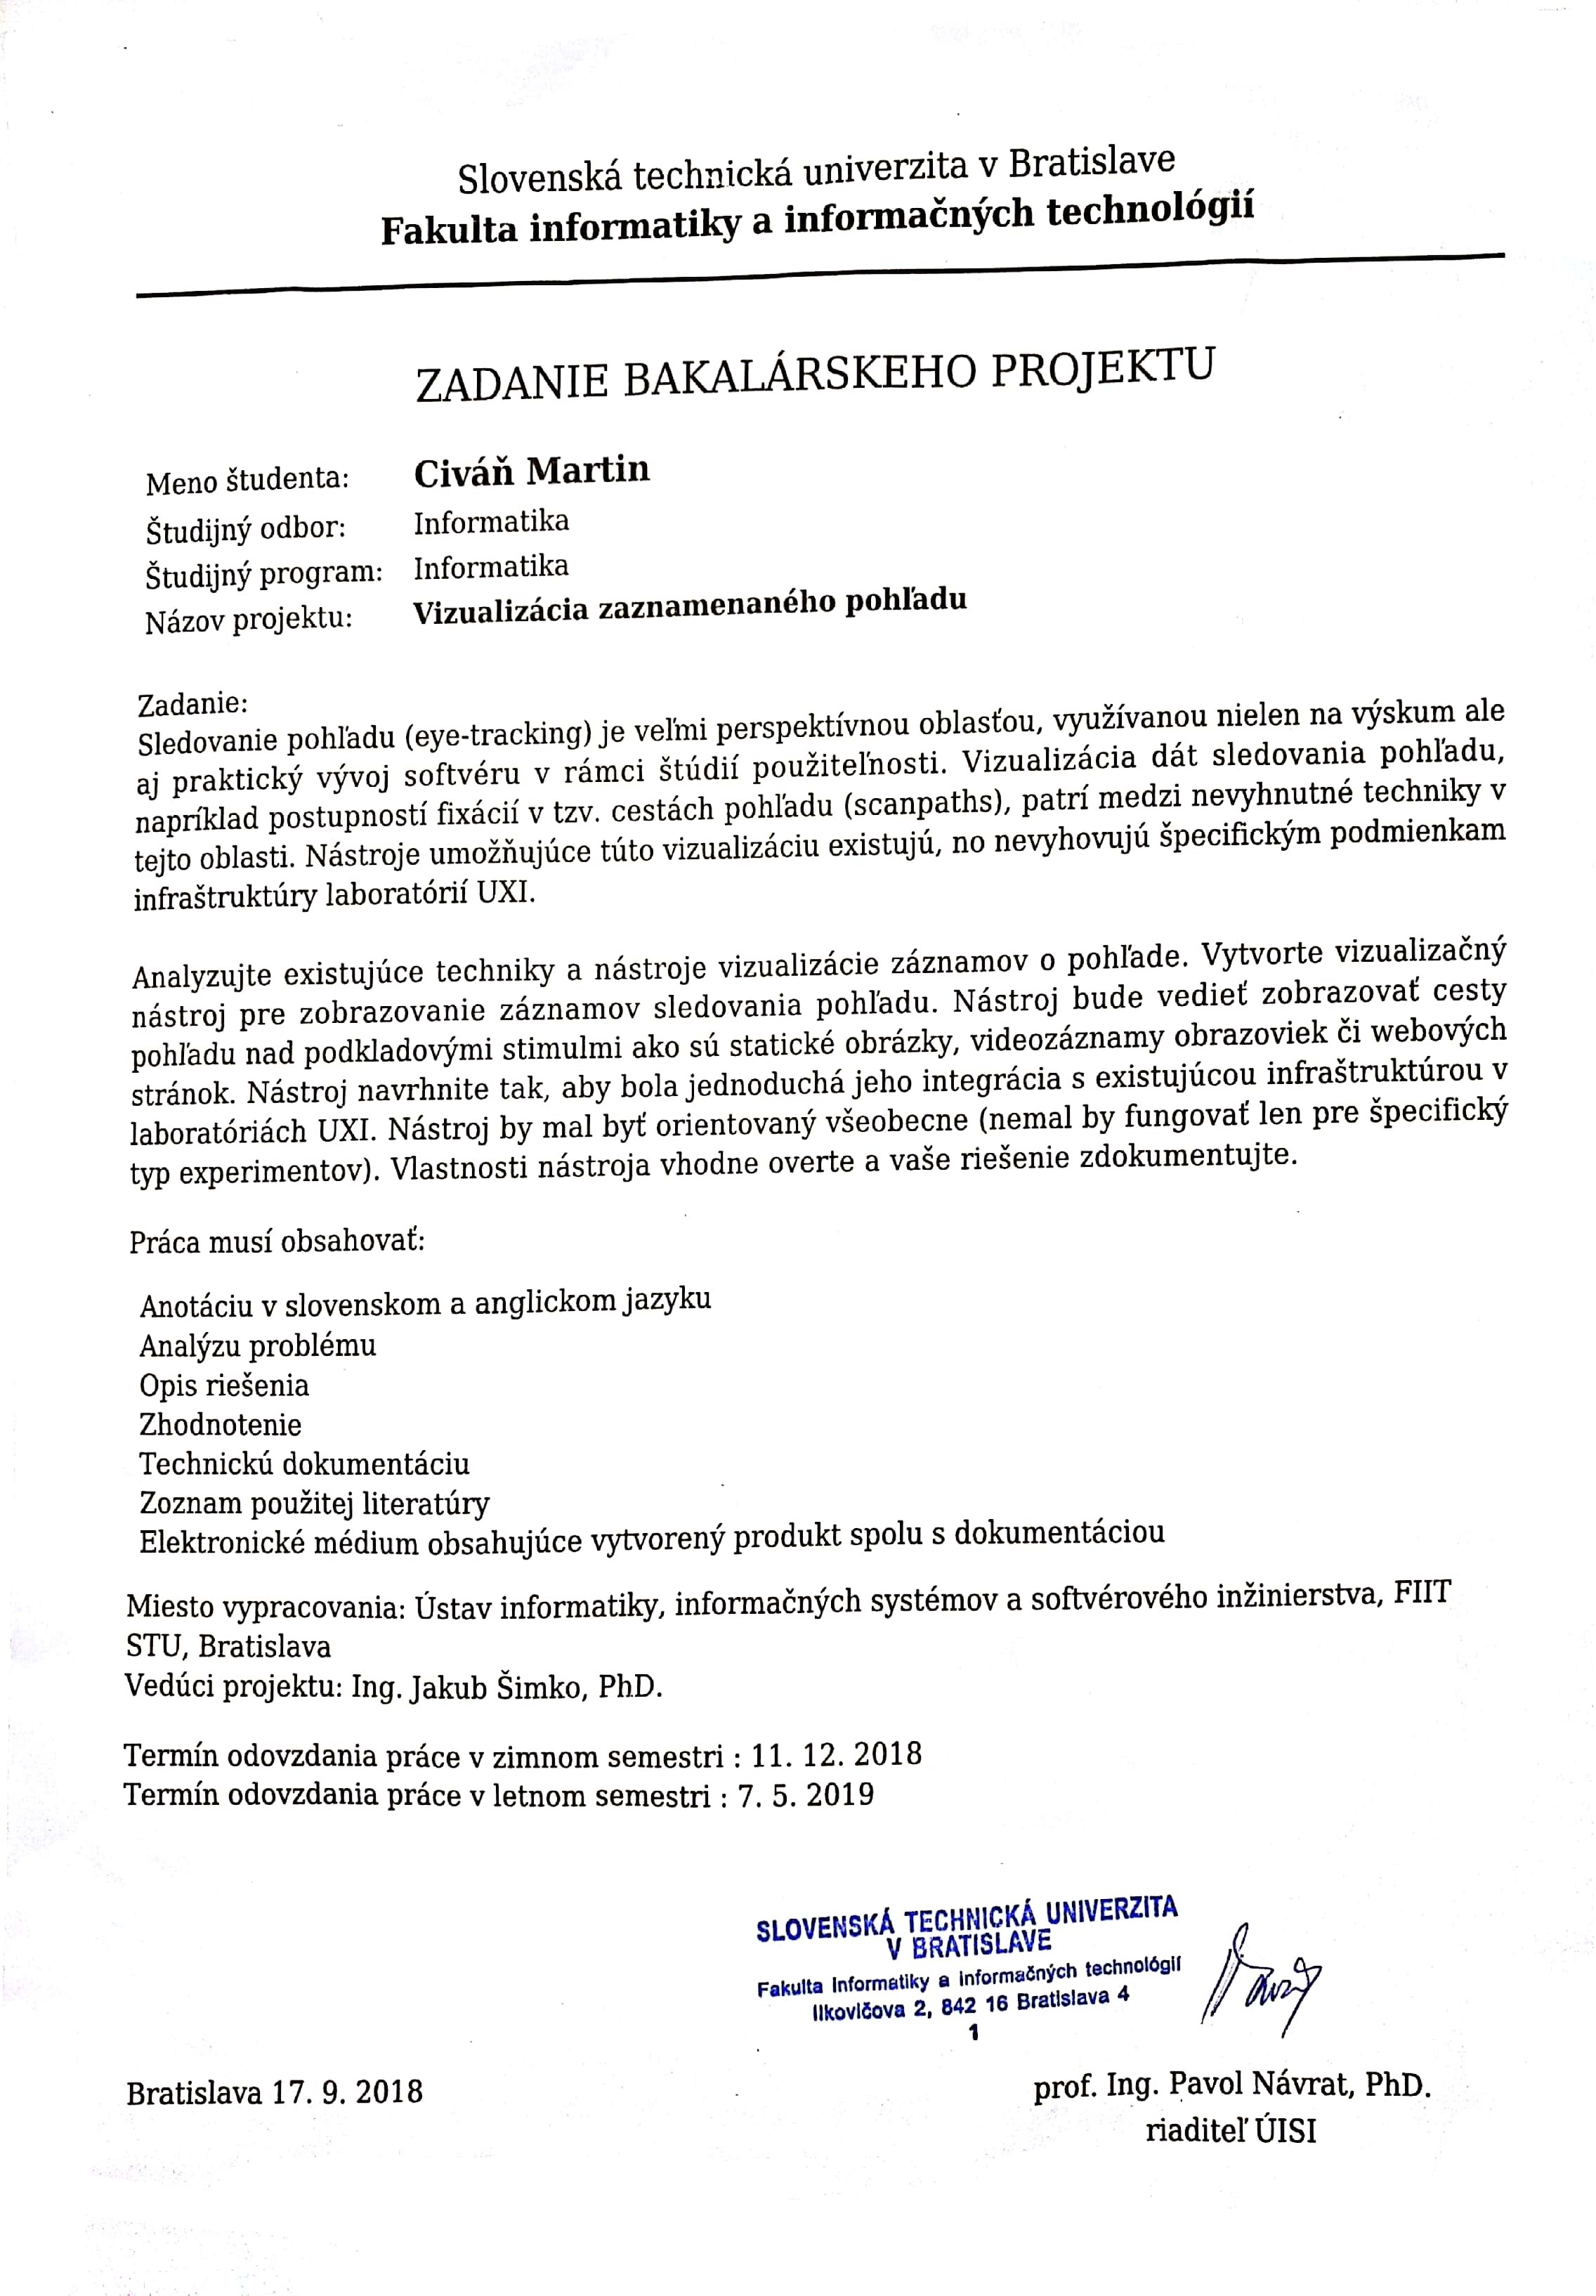 Slovenská technická univerzita v Bratislave
Fakulta informatiky a informačných technológií
ZADANIE BAKALÁRSKEHO PROJEKTU
Meno študenta: Civáň Martin
Študijný odbor: Informatika
Študijný program: Informatika
Názov projektu: Vizualizácia zaznamenaného pohľadu
Zadanie:
Sledovanie pohľadu (eye-tracking) je veľmi perspektívnou oblasťou, využívanou nielen na výskum ale
aj praktický vývoj softvéru v rámci štúdií použiteľnosti. Vizualizácia dát sledovania pohľadu,
napríklad postupností fixácií v tzv. cestách pohľadu (scanpaths), patrí medzi nevyhnutné techniky v
tejto oblasti. Nástroje umožňujúce túto vizualizáciu existujú, no nevyhovujú špecifickým podmienkam
infraštruktúry laboratórií UXI.
Analyzujte existujúce techniky a nástroje vizualizácie záznamov o pohľade. Vytvorte vizualizačný
nástroj pre zobrazovanie záznamov sledovania pohľadu. Nástroj bude vedieť zobrazovať cesty
pohľadu nad podkladovými stimulmi ako sú statické obrázky, videozáznamy obrazoviek či webových
stránok. Nástroj navrhnite tak, aby bola jednoduchá jeho integrácia s existujúcou infraštruktúrou v
laboratóriách UXI. Nástroj by mal byť orientovaný všeobecne (nemal by fungovať len pre špecifický
typ experimentov). Vlastnosti nástroja vhodne overte a vaše riešenie zdokumentujte.
Práca musí obsahovať:
Anotáciu v slovenskom a anglickom jazyku
Analýzu problému
Opis riešenia
Zhodnotenie
Technickú dokumentáciu
Zoznam použitej literatúry
Elektronické médium obsahujúce vytvorený produkt spolu s dokumentáciou
Miesto vypracovania: Ústav informatiky, informačných systémov a softvérového inžinierstva, FIIT
STU, Bratislava
Vedúci projektu: Ing. Jakub Šimko, PhD.
Termín odovzdania práce v zimnom semestri : 11. 12. 2018
Termín odovzdania práce v letnom semestri : 7. 5. 2019
SLOVENSKÁ TECHNICKÁ UNIVERZITA
V BRATISLAVE
Fakulta informatiky a informačných technológií
Ilkovičova 2, 842 16 Bratislava 4
1
Bratislava 17. 9. 2018
prof. Ing. Pavol Návrat, PhD.
riaditeľ ÚISI